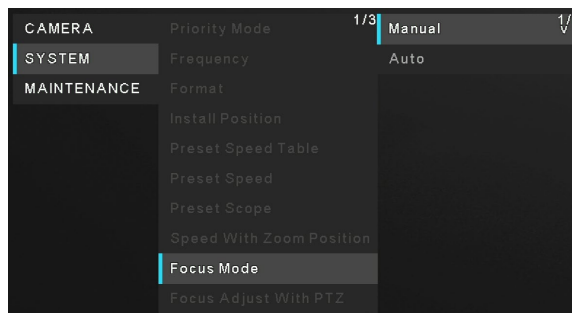 CAMERA
SYSTEM
MAINTENANCE
1/3
Priority Mode
Frequency
Format
Install Position
Preset Speed Table
Preset Speed
Preset Scope
Speed With Zoom Position
Focus Mode
Focus Adjust With PTZ
1/
Manual
Auto